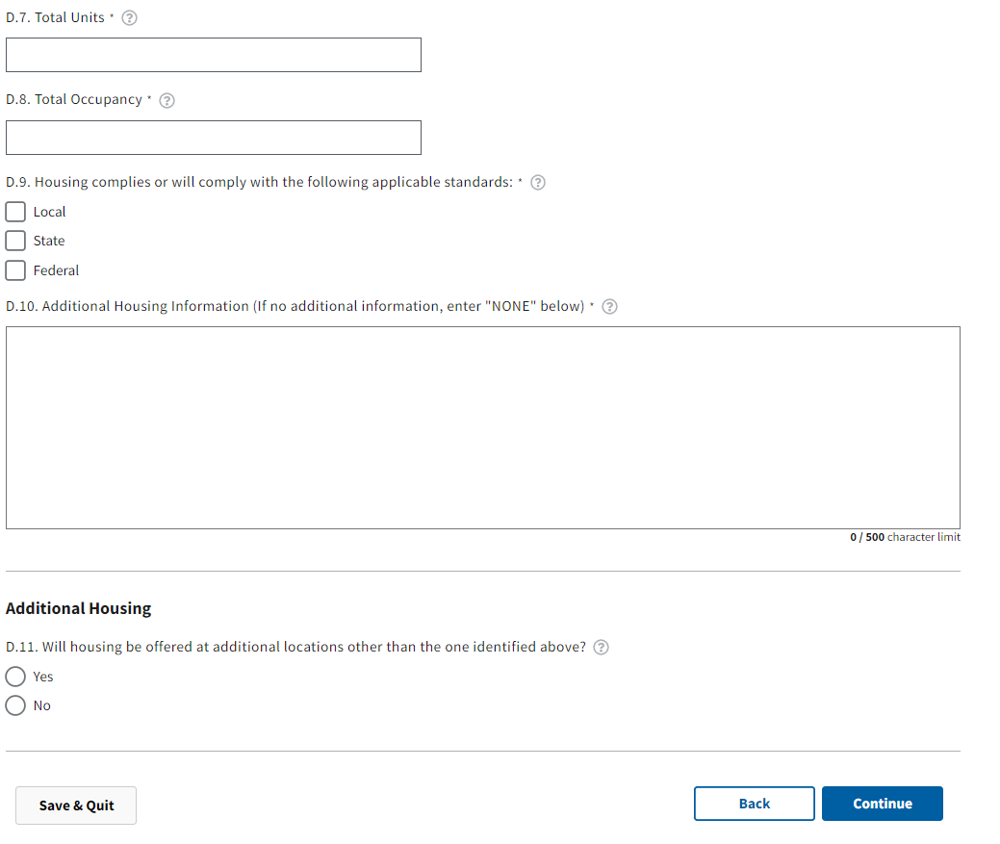 D.7. Total Units *
D.8. Total Occupancy *
D.9. Housing complies or will comply with the following applicable standards: *
Local
State
Federal
D.10. Additional Housing Information (If no additional information, enter "NONE" below) *
0 / 500 character limit
Additional Housing
D.11. Will housing be offered at additional locations other than the one identified above?
Yes
No
Save & Quit
Back
Continue